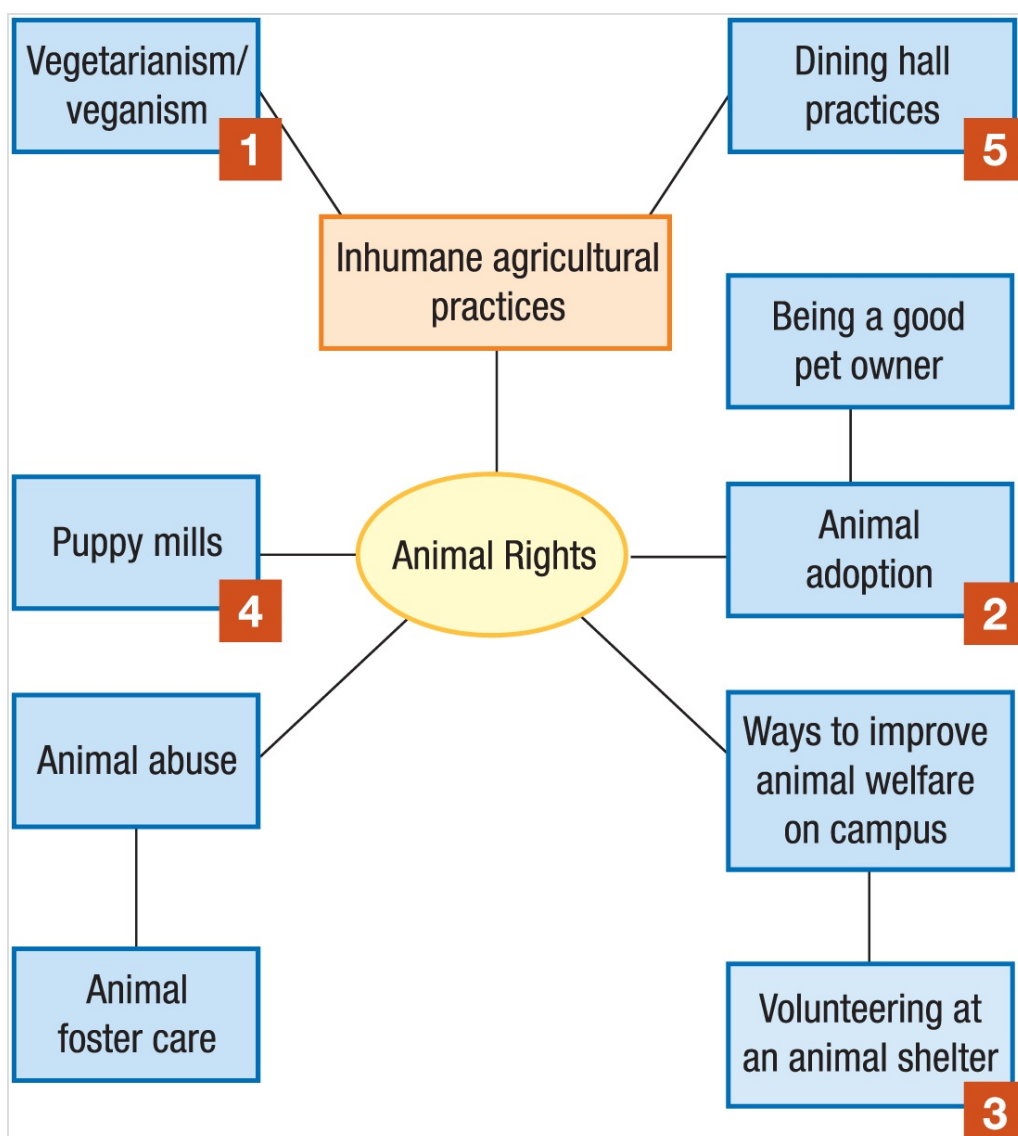 Vegetarianism/
veganism
1
Dining hall
practices
5
Inhumane agricultural
practices
Being a good
pet owner
Puppy mills
4
Animal Rights
Animal
adoption
2
Animal abuse
Ways to improve
animal welfare
on campus
Animal
foster care
Volunteering at
an animal shelter
3